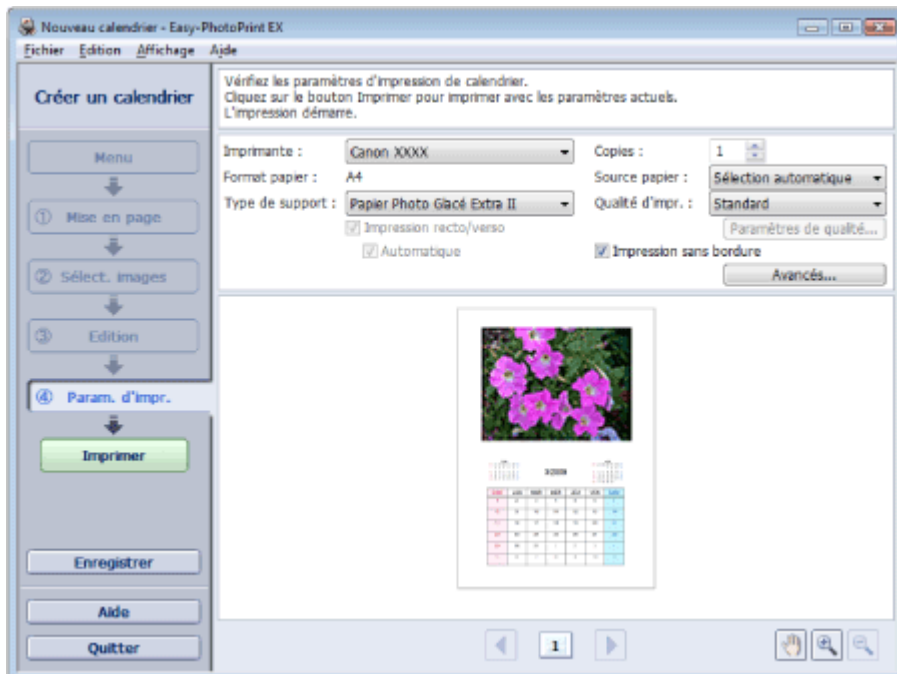 Nouveau calendrier - Easy-PhotoPrint EX
Fichier Edition Affichage Aide
Créer un calendrier
Menu
① Mise en page
② Sélect. images
③ Edition
④ Param. d'impr.
Imprimer
Enregistrer
Aide
Quitter
Vérifiez les paramètres d'impression de calendrier.
Cliquez sur le bouton Imprimer pour imprimer avec les paramètres actuels.
L'impression démarre.
Imprimante : Canon XXXX Copies : 1
Format papier : A4 Source papier : Sélection automatique
Type de support : Papier Photo Glacé Extra II Qualité d'impr. : Standard
Impression recto/verso Paramètres de qualité...
Automatique Impression sans bordure
Avancés...
3/2009
1